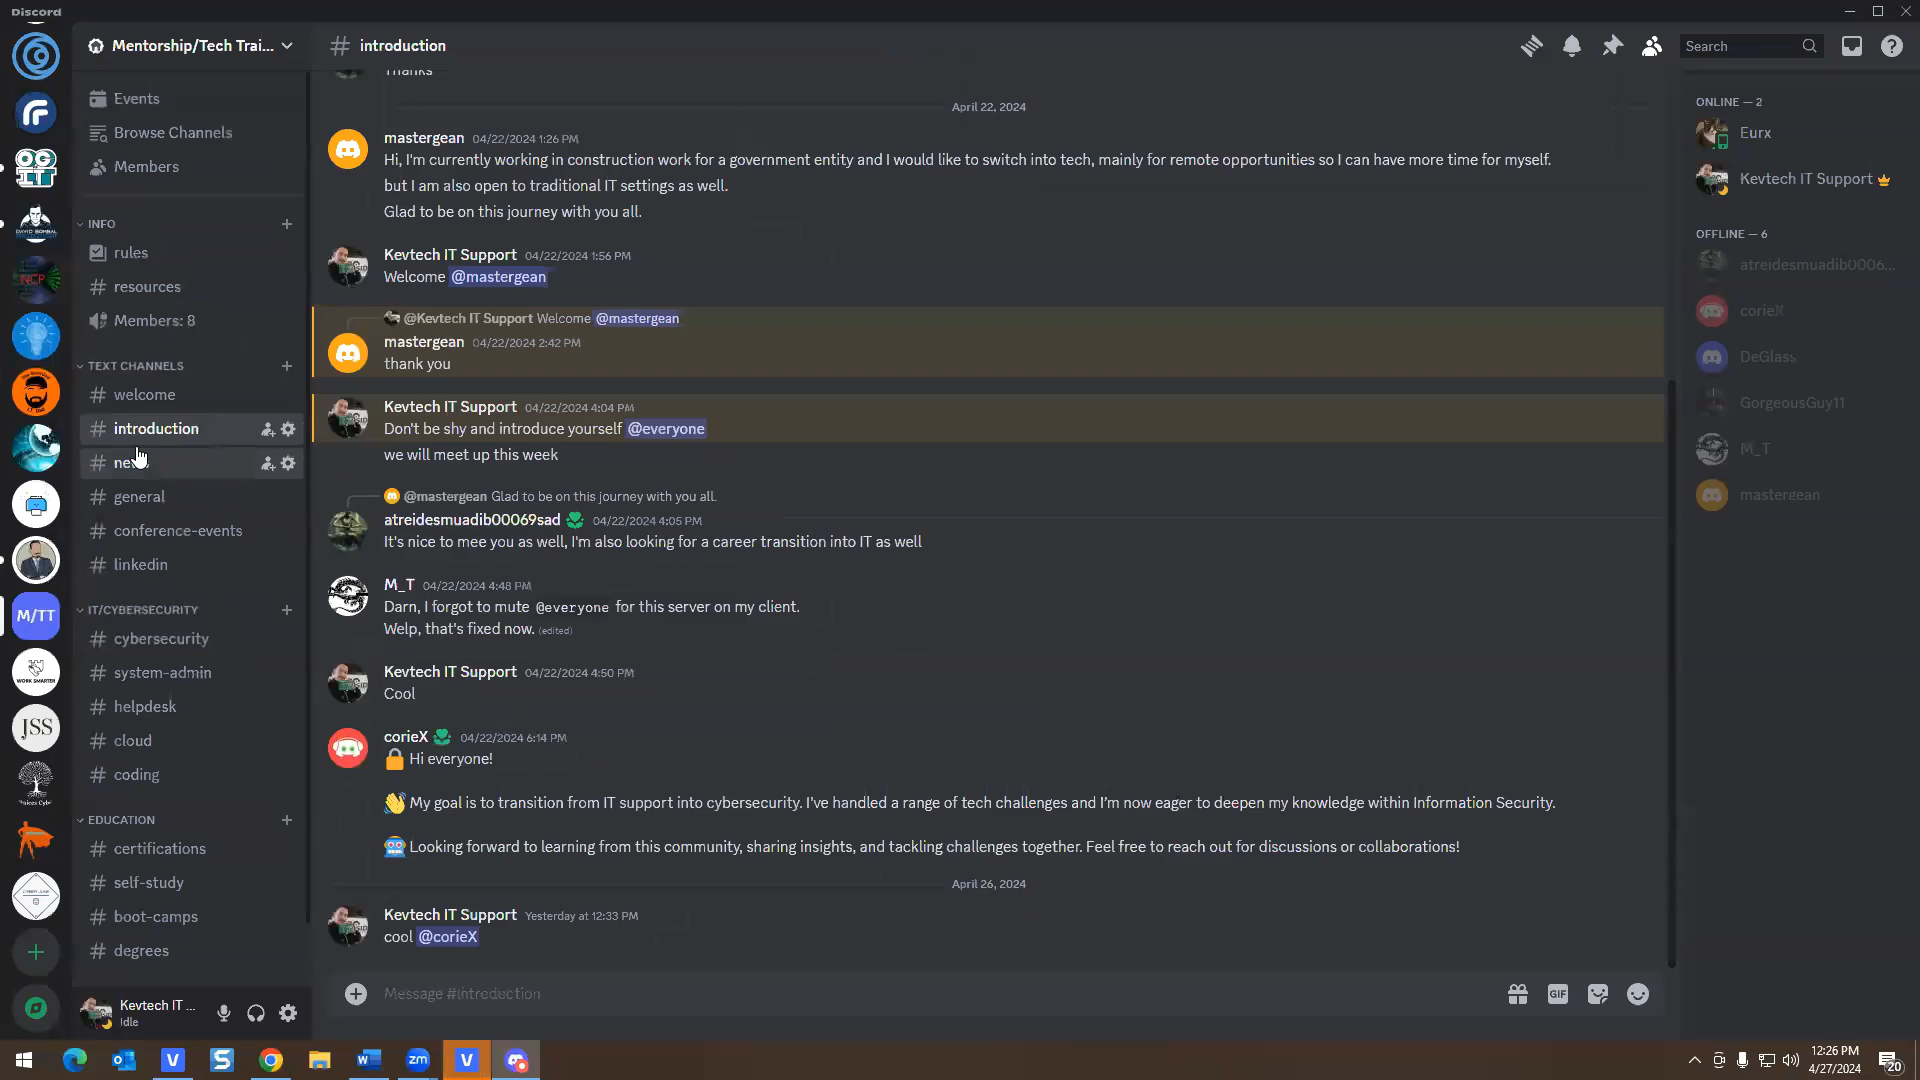 Discord
Mentorship/Tech Trai...
Events
Browse Channels
Members
INFO
rules
resources
Members: 8
TEXT CHANNELS
welcome
introduction
general
conference-events
linkedin
IT/CYBERSECURITY
cybersecurity
system-admin
helpdesk
cloud
coding
EDUCATION
certifications
self-study
boot-camps
degrees
Kevtech IT ...
Idle
OG
IT
DAVID BOMBAL
NCP
M/TT
WORK SMARTER
JSS
introduction
Search
Thanks
April 22, 2024
mastergean 04/22/2024 1:26 PM
Hi, I'm currently working in construction work for a government entity and I would like to switch into tech, mainly for remote opportunities so I can have more time for myself.
but I am also open to traditional IT settings as well.
Glad to be on this journey with you all.
Kevtech IT Support 04/22/2024 1:56 PM
Welcome @mastergean
@Kevtech IT Support Welcome @mastergean
mastergean 04/22/2024 2:42 PM
thank you
Kevtech IT Support 04/22/2024 4:04 PM
Don't be shy and introduce yourself @everyone
we will meet up this week
@mastergean Glad to be on this journey with you all.
atreidesmuadib00069sad 04/22/2024 4:05 PM
It's nice to mee you as well, I'm also looking for a career transition into IT as well
M_T 04/22/2024 4:48 PM
Darn, I forgot to mute @everyone for this server on my client.
Welp, that's fixed now. (edited)
Kevtech IT Support 04/22/2024 4:50 PM
Cool
corieX 04/22/2024 6:14 PM
Hi everyone!
My goal is to transition from IT support into cybersecurity. I've handled a range of tech challenges and I'm now eager to deepen my knowledge within Information Security.
Looking forward to learning from this community, sharing insights, and tackling challenges together. Feel free to reach out for discussions or collaborations!
April 26, 2024
Kevtech IT Support Yesterday at 12:33 PM
cool @corieX
Message #introduction
GIF
ONLINE — 2
Eurx
Kevtech IT Support
OFFLINE — 6
atreidesmuadib0006...
corieX
DeGlass
GorgeousGuy11
M_T
mastergean
zm
12:26 PM
4/27/2024
20